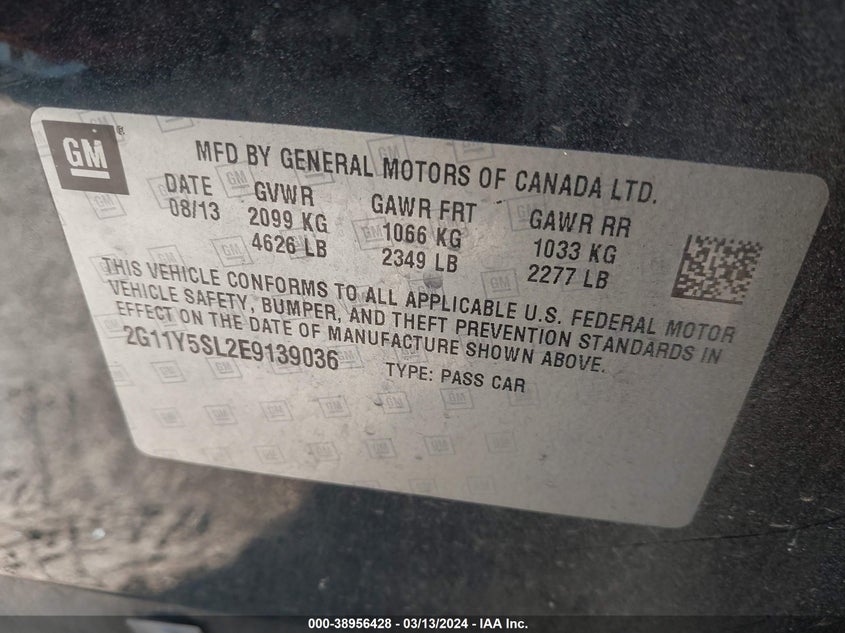 GM
MFD BY GENERAL MOTORS OF CANADA LTD.
DATE GVWR GAWR FRT GAWR RR
08/13 2099 KG 1066 KG 1033 KG
4626 LB 2349 LB 2277 LB
THIS VEHICLE CONFORMS TO ALL APPLICABLE U.S. FEDERAL MOTOR
VEHICLE SAFETY, BUMPER, AND THEFT PREVENTION STANDARDS IN
EFFECT ON THE DATE OF MANUFACTURE SHOWN ABOVE.
2G11Y5SL2E9139036 TYPE: PASS CAR
000-38956428 - 03/13/2024 - IAA Inc.